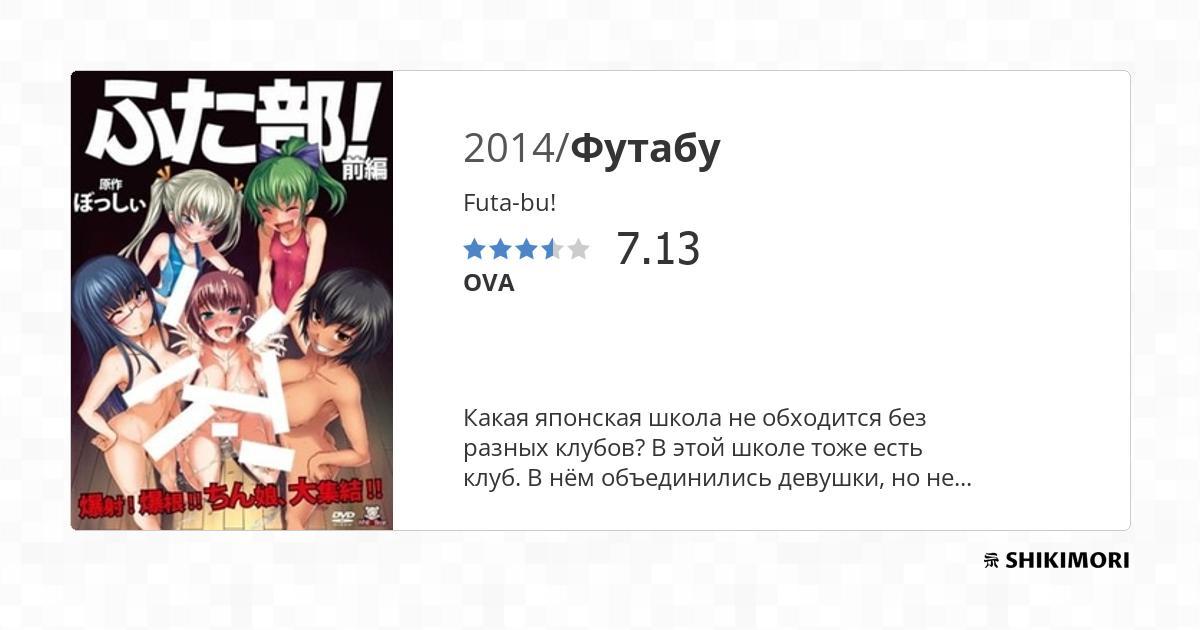 ふた部!
前編
原作
ぽっしぃ
爆射!爆根!!ちん娘、大集結!!
DVD
2014/Футабу
Futa-bu!
7.13
OVA
Какая японская школа не обходится без
разных клубов? В этой школе тоже есть
клуб. В нём объединились девушки, но не...
SHIKIMORI